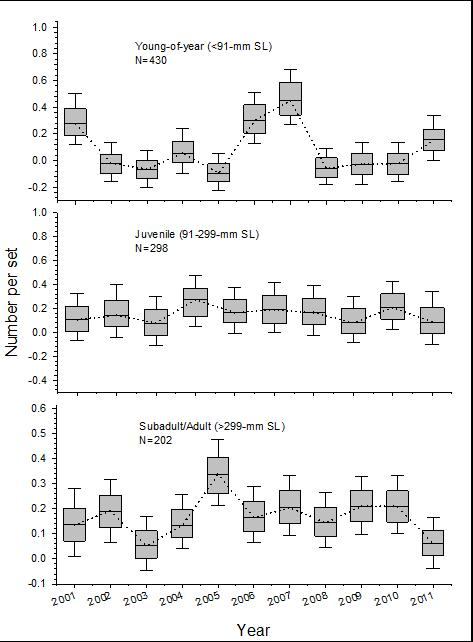 Number per set
1.0
0.8
0.6
0.4
0.2
0.0
-0.2
Young-of-year (<91-mm SL)
N=430
1.0
0.8
0.6
0.4
0.2
0.0
-0.2
-0.4
Juvenile (91-299-mm SL)
N=298
0.6
0.5
0.4
0.3
0.2
0.1
0.0
-0.1
Subadult/Adult (>299-mm SL)
N=202
2001 2002 2003 2004 2005 2006 2007 2008 2009 2010 2011
Year